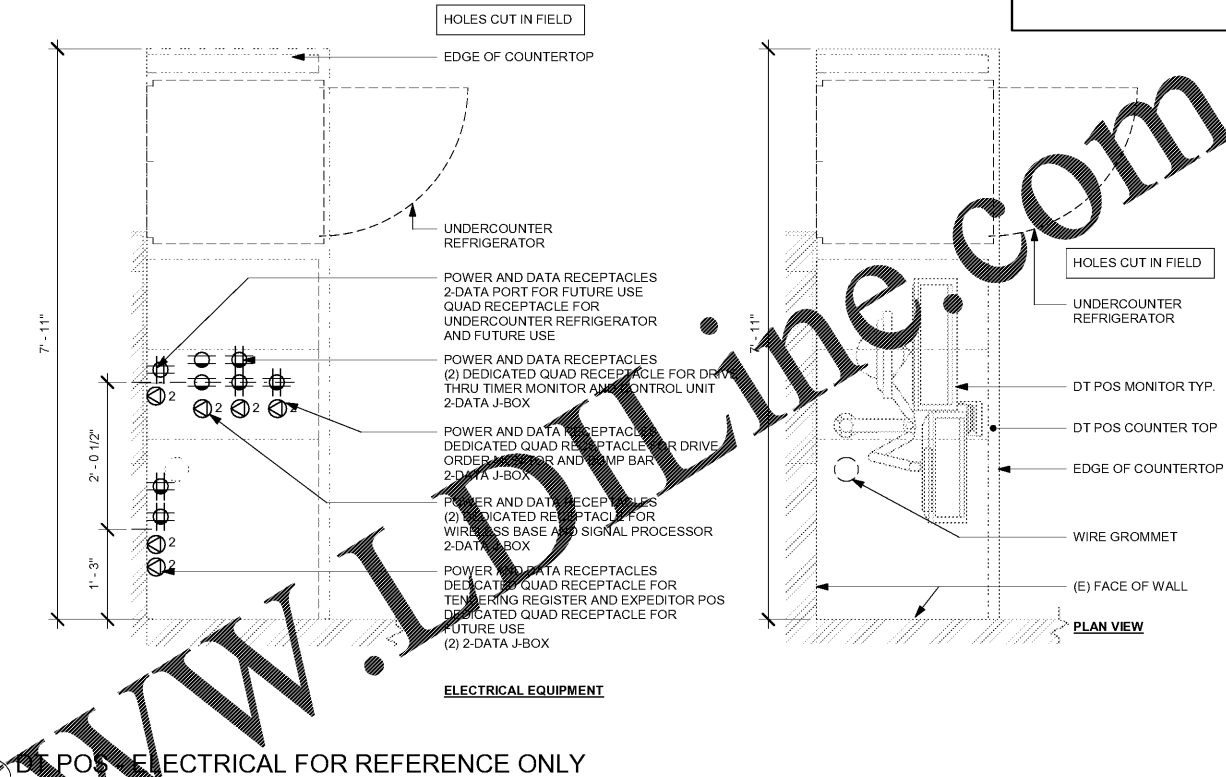 HOLES CUT IN FIELD
EDGE OF COUNTERTOP
UNDERCOUNTER
REFRIGERATOR
POWER AND DATA RECEPTACLES
2-DATA PORT FOR FUTURE USE
QUAD RECEPTACLE FOR
UNDERCOUNTER REFRIGERATOR
AND FUTURE USE
POWER AND DATA RECEPTACLES
(2) DEDICATED QUAD RECEPTACLE FOR DRIVE
THRU TIMER MONITOR AND CONTROL UNIT
2-DATA J-BOX
POWER AND DATA RECEPTACLES
DEDICATED QUAD RECEPTACLE FOR DRIVE
ORDER MONITOR AND BUMP BAR
2-DATA J-BOX
POWER AND DATA RECEPTACLES
(2) DEDICATED RECEPTACLE FOR
WIRELESS BASE AND SIGNAL PROCESSOR
2-DATA J-BOX
POWER AND DATA RECEPTACLES
DEDICATED QUAD RECEPTACLE FOR
TENDERING REGISTER AND EXPEDITOR POS
DEDICATED QUAD RECEPTACLE FOR
FUTURE USE
(2) 2-DATA J-BOX
ELECTRICAL EQUIPMENT
7' - 11"
2' - 0 1/2"
1' - 3"
2
2
2
2
2
2
7' - 11"
HOLES CUT IN FIELD
UNDERCOUNTER
REFRIGERATOR
DT POS MONITOR TYP.
DT POS COUNTER TOP
EDGE OF COUNTERTOP
WIRE GROMMET
(E) FACE OF WALL
PLAN VIEW
DT POS - ELECTRICAL FOR REFERENCE ONLY
www.LDILine.com